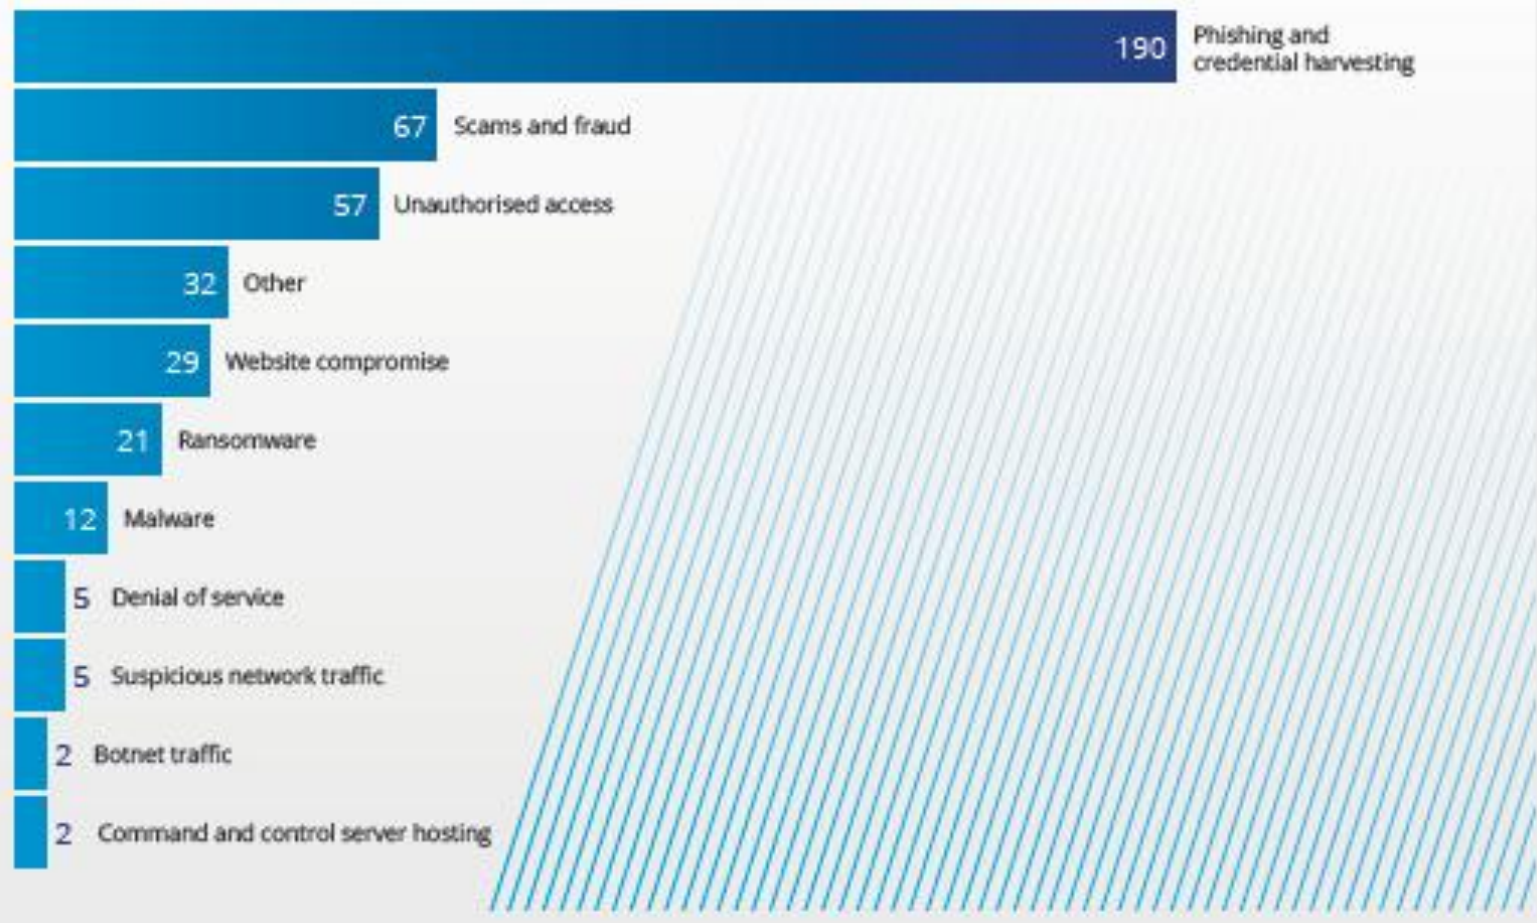 190 Phishing and
credential harvesting
67 Scams and fraud
57 Unauthorised access
32 Other
29 Website compromise
21 Ransomware
12 Malware
5 Denial of service
5 Suspicious network traffic
2 Botnet traffic
2 Command and control server hosting